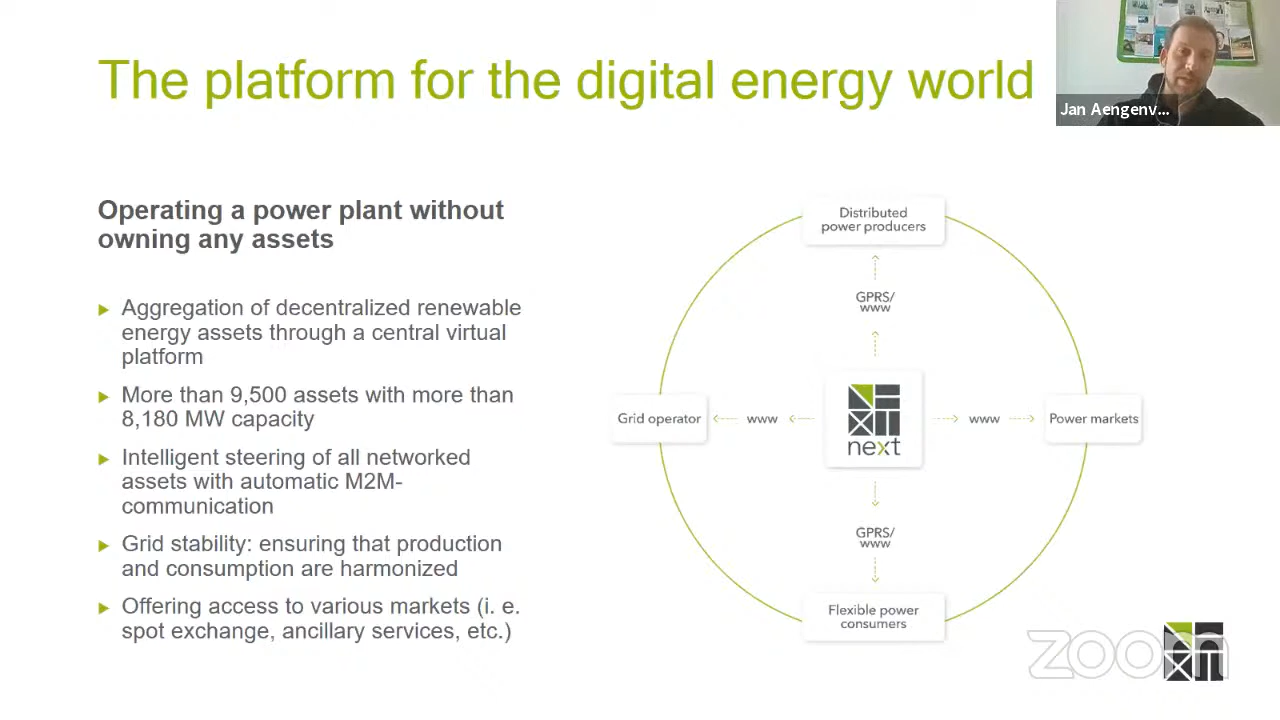 The platform for the digital energy world
Jan Aengenv...
Operating a power plant without
owning any assets
Aggregation of decentralized renewable
energy assets through a central virtual
platform
More than 9,500 assets with more than
8,180 MW capacity
Intelligent steering of all networked
assets with automatic M2M-
communication
Grid stability: ensuring that production
and consumption are harmonized
Offering access to various markets (i. e.
spot exchange, ancillary services, etc.)
Distributed
power producers
GPRS/
www
Grid operator
www
NEXT
next
www
Power markets
GPRS/
www
Flexible power
consumers
zoom
NEXT